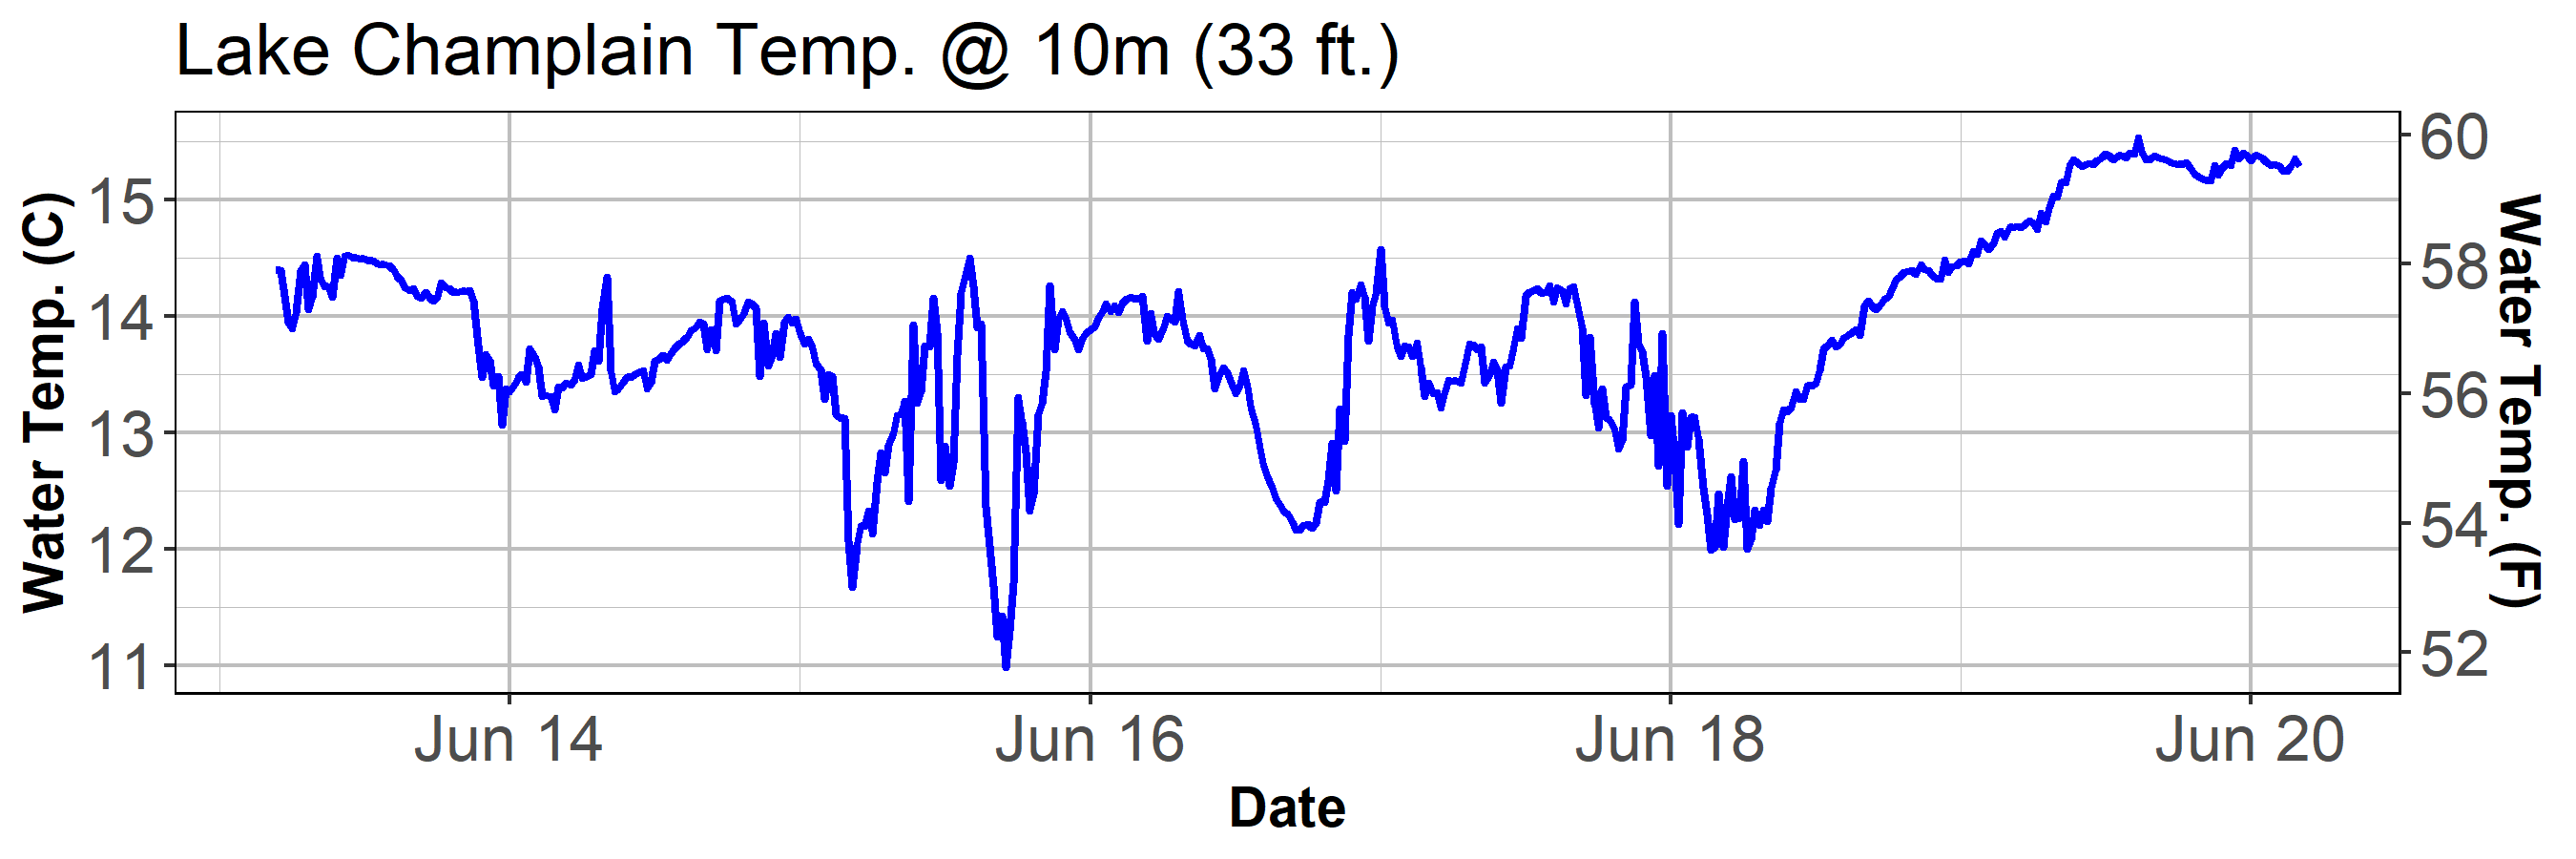 Lake Champlain Temp. @ 10m (33 ft.)
Water Temp. (C)
15
14
13
12
11
60
58
56
54
52
Water Temp. (F)
Jun 14 Jun 16 Jun 18 Jun 20
Date